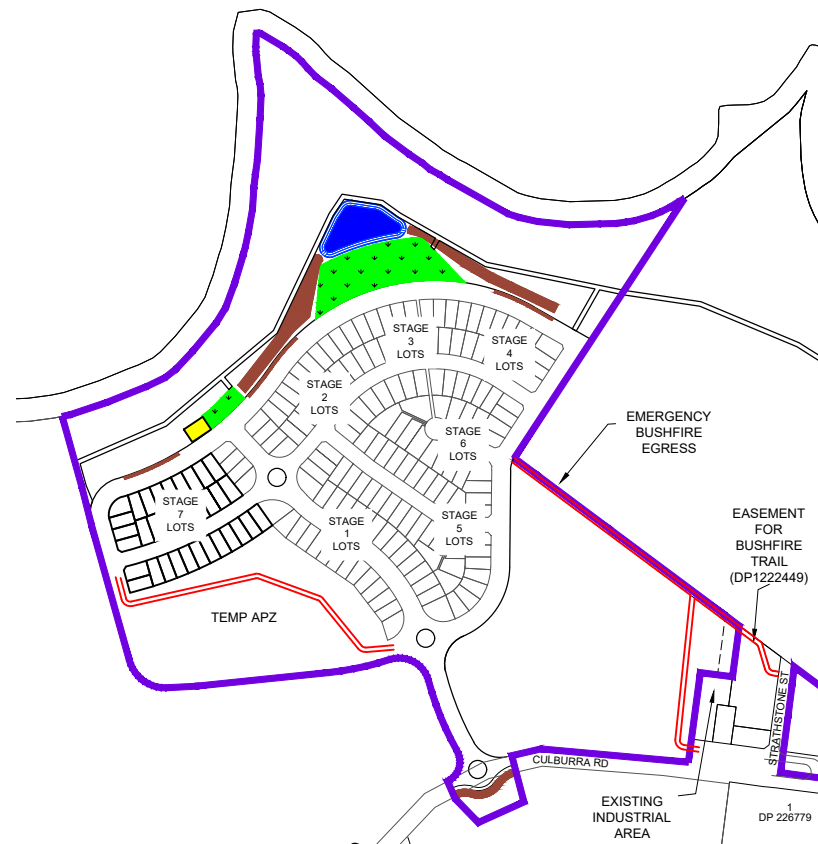 STAGE
3
LOTS
STAGE
4
LOTS
STAGE
2
LOTS
STAGE
6
LOTS
EMERGENCY
BUSHFIRE
EGRESS
STAGE
7
LOTS
STAGE
1
LOTS
STAGE
5
LOTS
EASEMENT
FOR
BUSHFIRE
TRAIL
(DP1222449)
TEMP APZ
STRATHSTONE ST
CULBURRA RD
EXISTING
INDUSTRIAL
AREA
1
DP 226779